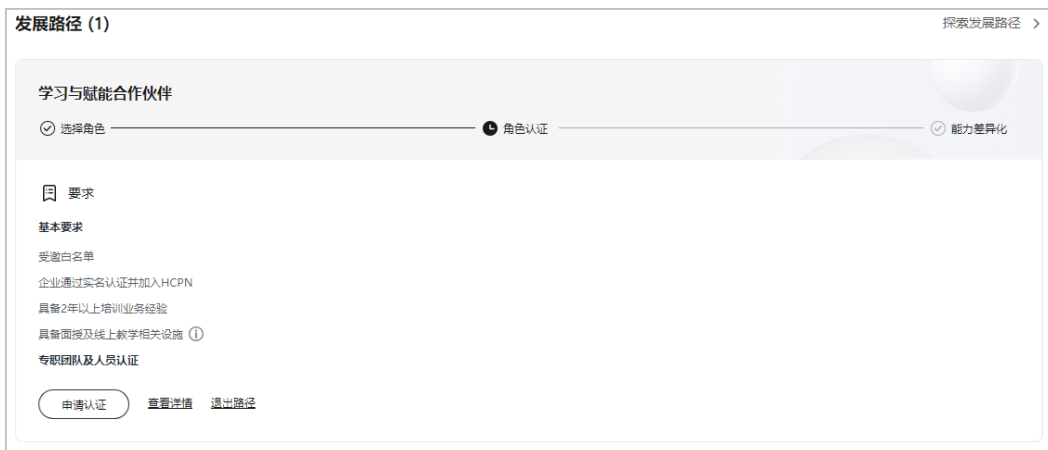 发展路径 (1)
探索发展路径
学习与赋能合作伙伴
选择角色
角色认证
能力差异化
要求
基本要求
受邀白名单
企业通过实名认证并加入HCPN
具备2年以上培训业务经验
具备面授及线上教学相关设施
专职团队及人员认证
申请认证 查看详情 退出路径